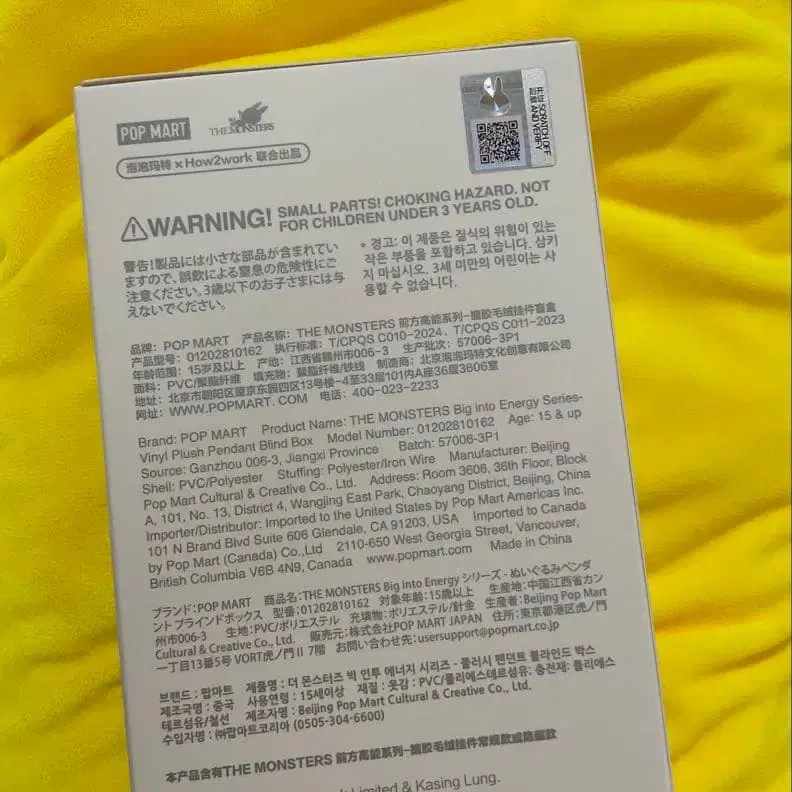 POP MART THE MONSTERS
泡泡玛特 × How2work 联合出品
刮开涂层 SCRATCH OFF
AND VERIFY
WARNING! SMALL PARTS! CHOKING HAZARD. NOT
FOR CHILDREN UNDER 3 YEARS OLD.
警告!製品には小さな部品が含まれてい
ますので、誤飲による窒息の危険性にご
注意ください。3歳以下のお子さまには与
えないでください。
* 경고: 이 제품은 질식의 위험이 있는
작은 부품을 포함하고 있습니다. 삼키
지 마십시오. 3세 미만의 어린이는 사
용할 수 없습니다.
品牌: POP MART 产品名称: THE MONSTERS 前方高能系列-搪胶毛绒挂件盲盒
产品型号: 01202810162 执行标准: T/CPQS C010-2024、T/CPQS C011-2023
年龄范围: 15岁及以上 产地: 江西省赣州市006-3 生产批次: 57006-3P1
面料: PVC/聚酯纤维 填充物: 聚酯纤维/铁线 制造商: 北京泡泡玛特文化创意有限公司
地址: 北京市朝阳区望京东园四区13号楼-4至33层101内A座36层3606室
网址: WWW.POPMART.COM 电话: 400-023-2233
Brand: POP MART Product Name: THE MONSTERS Big into Energy Series-
Vinyl Plush Pendant Blind Box Model Number: 01202810162 Age: 15 & up
Source: Ganzhou 006-3, Jiangxi Province Batch: 57006-3P1
Shell: PVC/Polyester Stuffing: Polyester/Iron Wire Manufacturer: Beijing
Pop Mart Cultural & Creative Co., Ltd. Address: Room 3606, 36th Floor, Block
A, 101, No. 13, District 4, Wangjing East Park, Chaoyang District, Beijing, China
Importer/Distributor: Imported to the United States by Pop Mart Americas Inc.
101 N Brand Blvd Suite 606 Glendale, CA 91203, USA Imported to Canada
by Pop Mart (Canada) Co.,Ltd 2110-650 West Georgia Street, Vancouver,
British Columbia V6B 4N9, Canada www.popmart.com Made in China
ブランド: POP MART 商品名: THE MONSTERS Big into Energy シリーズ - ぬいぐるみペンダ
ント ブラインドボックス 型番: 01202810162 対象年齢: 15歳以上 生産地: 中国江西省カン
州市006-3 生地: PVC/ポリエステル 充填物: ポリエステル/針金 生産者: Beijing Pop Mart
Cultural & Creative Co., Ltd. 販売元: 株式会社POP MART JAPAN 住所: 東京都港区虎ノ門
一丁目13番5号 VORT虎ノ門Ⅱ 7階 お問い合わせ先: usersupport@popmart.co.jp
브랜드 : 팝마트 제품명 : 더 몬스터즈 빅 인투 에너지 시리즈 - 플러시 펜던트 블라인드 박스
제조국명 : 중국 사용연령 : 15세이상 재질 : 옷감 : PVC/폴리에스테르섬유; 충전재: 폴리에스
테르섬유/철선 제조자명 : Beijing Pop Mart Cultural & Creative Co., Ltd.
수입자명 : ㈜팝마트코리아 (0505-304-6600)
本产品含有THE MONSTERS 前方高能系列-搪胶毛绒挂件常规款或隐藏款
Limited & Kasing Lung.